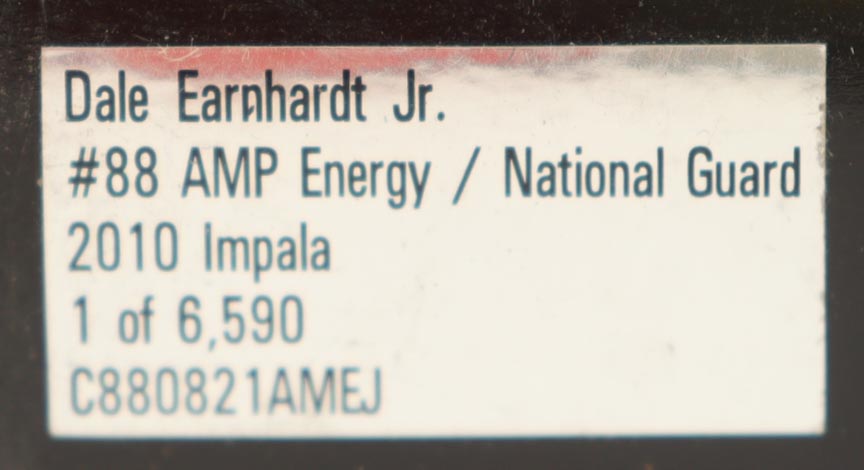 Dale Earnhardt Jr.
#88 AMP Energy / National Guard
2010 Impala
1 of 6,590
C880821AMEJ